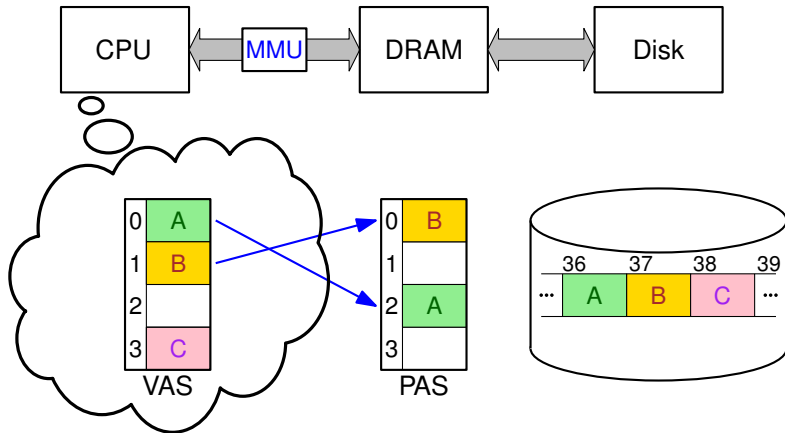 CPU MMU DRAM Disk
0 A
1 B
2
3 C
VAS
0 B
1
2 A
3
PAS
36 37 38 39
... A B C ...